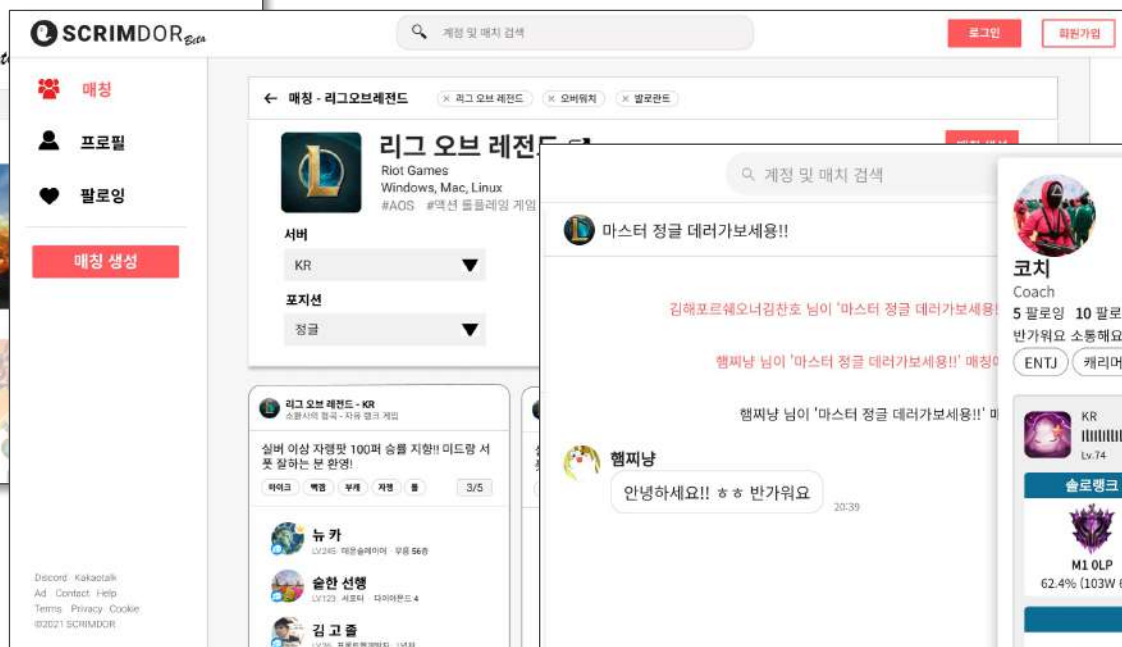 SCRIMDOR Beta
계정 및 매치 검색
로그인
회원가입
매칭
프로필
팔로잉
매칭 생성
Discord Kakaotalk
Ad Contact Help
Terms Privacy Cookie
©2021 SCRIMDOR
← 매칭 - 리그오브레전드
× 리그 오브 레전드
× 오버워치
× 발로란트
리그 오브 레전드
Riot Games
Windows, Mac, Linux
#AOS #액션 롤플레잉 게임
서버
KR
포지션
정글
리그 오브 레전드 - KR
소환사의 협곡 - 자유 랭크 게임
실버 이상 자랭팟 100퍼 승률 지향!! 미드랑 서
폿 잘하는 분 환영!
마이크
빡겜
부캐
자랭
롤
3/5
뉴 카
LV.245
숱한 선행
LV.123 서포터 · 다이아몬드 4
김 고 졸
계정 및 매치 검색
마스터 정글 데러가보세용!!
김해포르쉐오너김찬호 님이 '마스터 정글 데러가보세용!
햄찌냥 님이 '마스터 정글 데러가보세용!!' 매칭
햄찌냥 님이 '마스터 정글 데러가보세용!!'
햄찌냥
안녕하세요!! ㅎㅎ 반가워요
20:39
코치
Coach
5 팔로잉 10 팔로
반가워요 소통해요
ENTJ
캐리머
KR
Lv.74
솔로랭크
M1 0LP
62.4% (103W